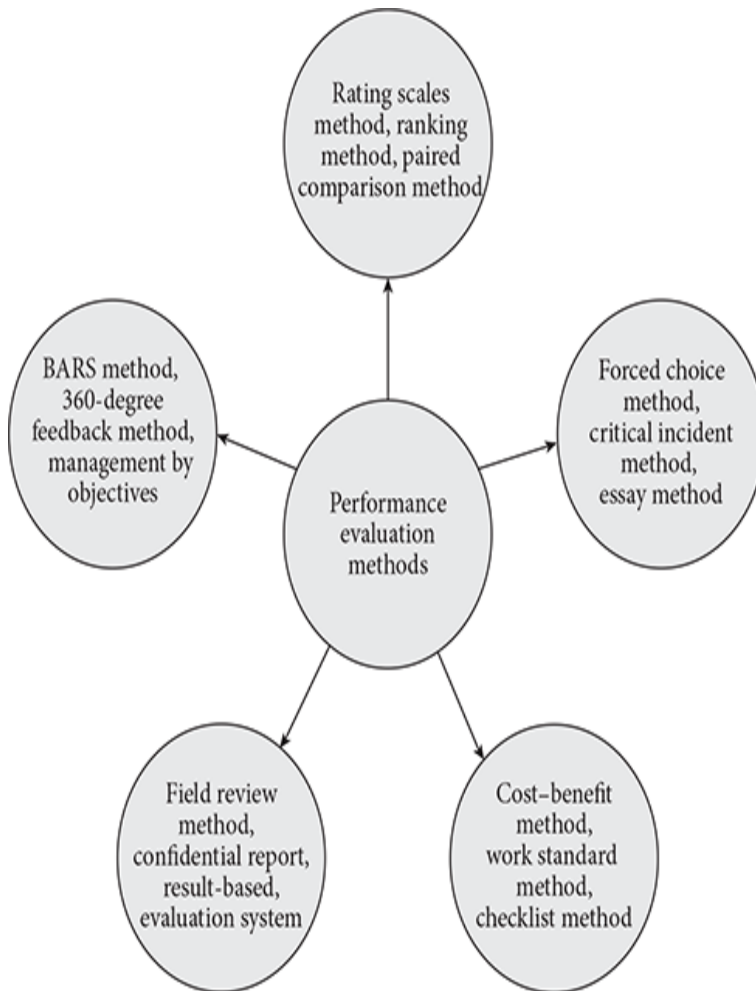 Rating scales
method, ranking
method, paired
comparison method
BARS method,
360-degree
feedback method,
management by
objectives
Forced choice
method,
critical incident
method,
essay method
Performance
evaluation
methods
Field review
method,
confidential report,
result-based,
evaluation system
Cost–benefit
method,
work standard
method,
checklist method